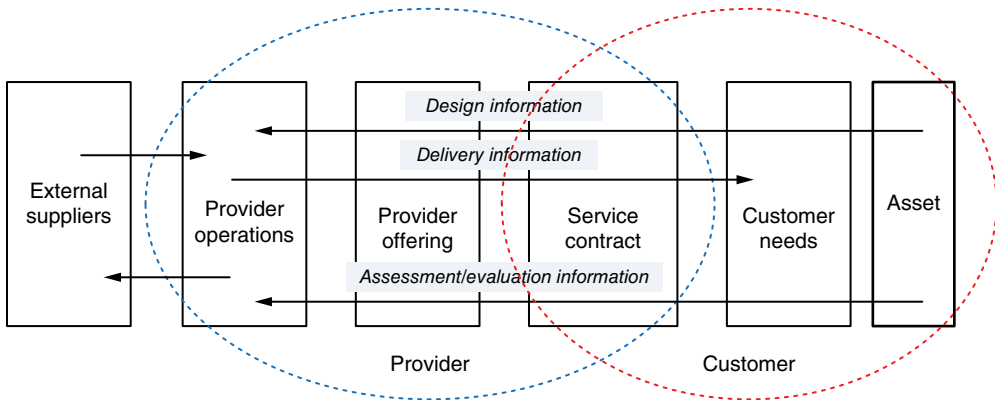 Design information
Delivery information
External
suppliers
Provider
operations
Provider
offering
Service
contract
Customer
needs
Asset
Assessment/evaluation information
Provider
Customer